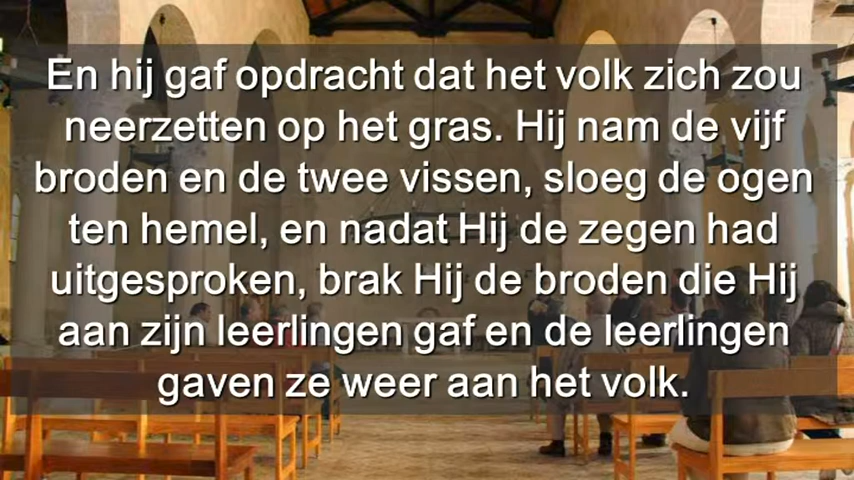 En hij gaf opdracht dat het volk zich zou
neerzetten op het gras. Hij nam de vijf
broden en de twee vissen, sloeg de ogen
ten hemel, en nadat Hij de zegen had
uitgesproken, brak Hij de broden die Hij
aan zijn leerlingen gaf en de leerlingen
gaven ze weer aan het volk.